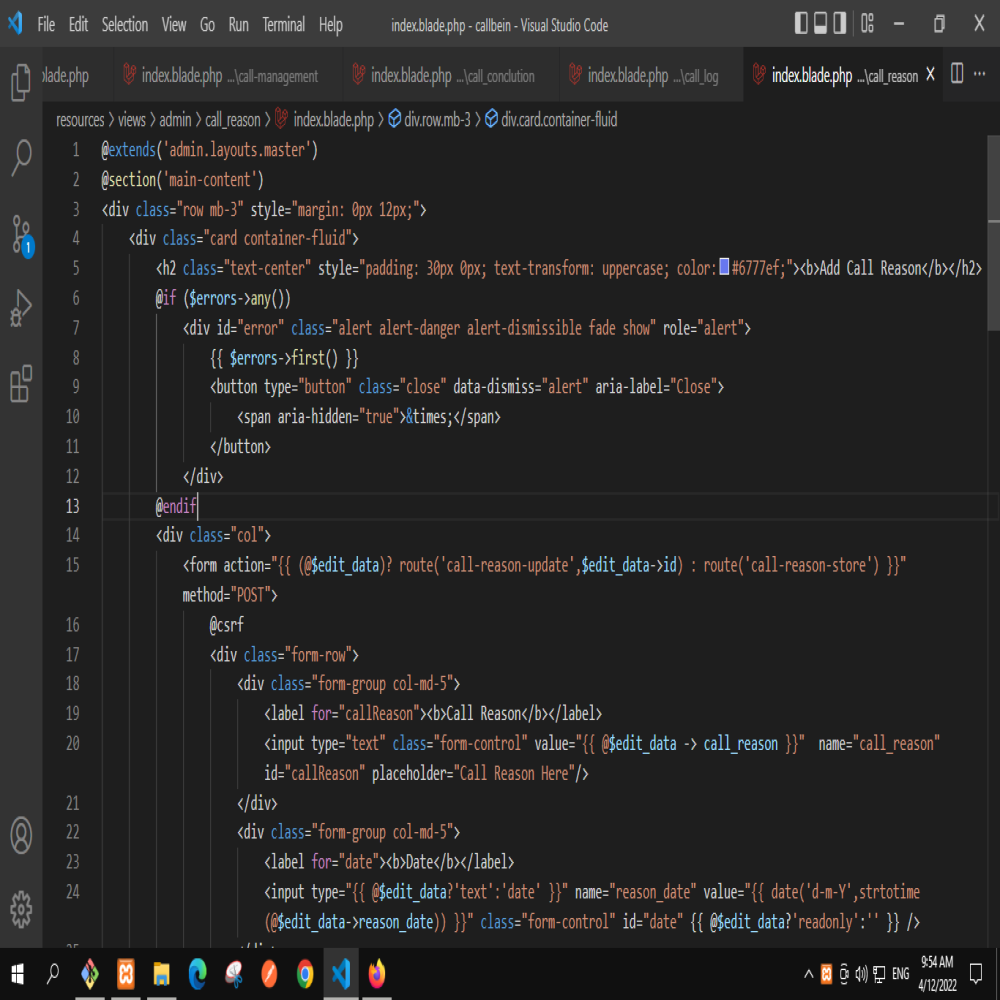 File Edit Selection View Go Run Terminal Help index.blade.php - callbein - Visual Studio Code
lade.php index.blade.php ...\call-management index.blade.php ...\call_conclution index.blade.php ...\call_log index.blade.php ...\call_reason
resources > views > admin > call_reason > index.blade.php > div.row.mb-3 > div.card.container-fluid
1 @extends('admin.layouts.master')
2 @section('main-content')
3 <div class="row mb-3" style="margin: 0px 12px;">
4 <div class="card container-fluid">
5 <h2 class="text-center" style="padding: 30px 0px; text-transform: uppercase; color:#6777ef;"><b>Add Call Reason</b></h2>
6 @if ($errors->any())
7 <div id="error" class="alert alert-danger alert-dismissible fade show" role="alert">
8 {{ $errors->first() }}
9 <button type="button" class="close" data-dismiss="alert" aria-label="Close">
10 <span aria-hidden="true">&times;</span>
11 </button>
12 </div>
13 @endif
14 <div class="col">
15 <form action="{{ (@$edit_data)? route('call-reason-update',$edit_data->id) : route('call-reason-store') }}"
method="POST">
16 @csrf
17 <div class="form-row">
18 <div class="form-group col-md-5">
19 <label for="callReason"><b>Call Reason</b></label>
20 <input type="text" class="form-control" value="{{ @$edit_data -> call_reason }}" name="call_reason"
id="callReason" placeholder="Call Reason Here"/>
21 </div>
22 <div class="form-group col-md-5">
23 <label for="date"><b>Date</b></label>
24 <input type="{{ @$edit_data?'text':'date' }}" name="reason_date" value="{{ date('d-m-Y',strtotime
(@$edit_data->reason_date)) }}" class="form-control" id="date" {{ @$edit_data?'readonly':'' }} />
1
ENG 9:54 AM
4/12/2022